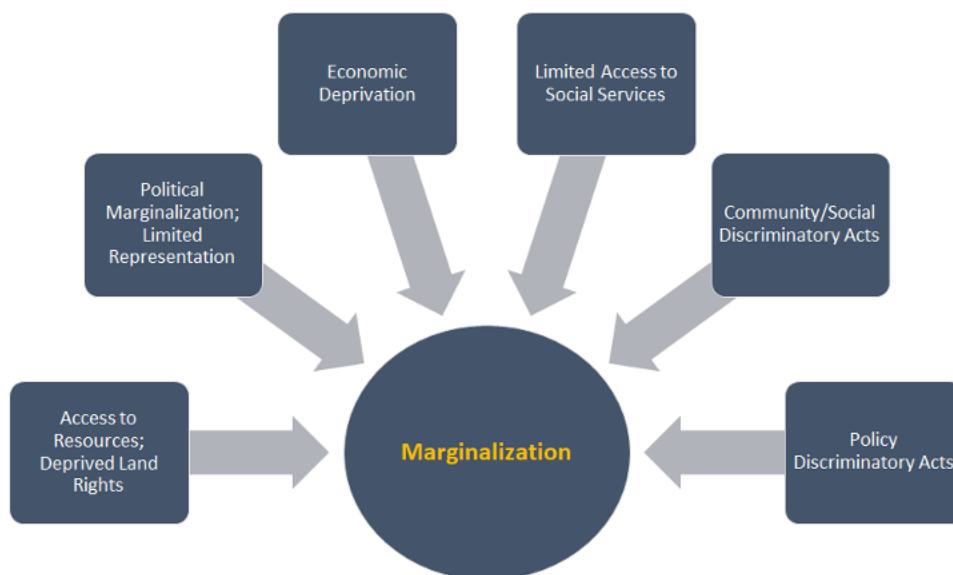 Economic
Deprivation
Limited Access to
Social Services
Political
Marginalization;
Limited
Representation
Community/Social
Discriminatory Acts
Access to
Resources;
Deprived Land
Rights
Marginalization
Policy
Discriminatory Acts